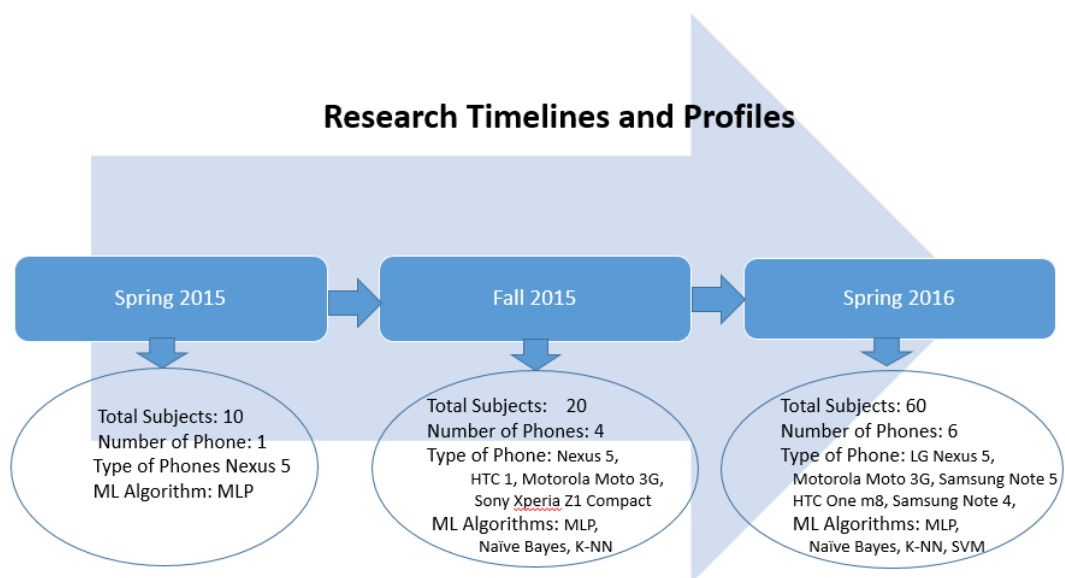 Research Timelines and Profiles
Spring 2015
Fall 2015
Spring 2016
Total Subjects: 10
Number of Phone: 1
Type of Phones Nexus 5
ML Algorithm: MLP
Total Subjects: 20
Number of Phones: 4
Type of Phone: Nexus 5,
HTC 1, Motorola Moto 3G,
Sony Xperia Z1 Compact
ML Algorithms: MLP,
Naïve Bayes, K-NN
Total Subjects: 60
Number of Phones: 6
Type of Phone: LG Nexus 5,
Motorola Moto 3G, Samsung Note 5
HTC One m8, Samsung Note 4,
ML Algorithms: MLP,
Naïve Bayes, K-NN, SVM